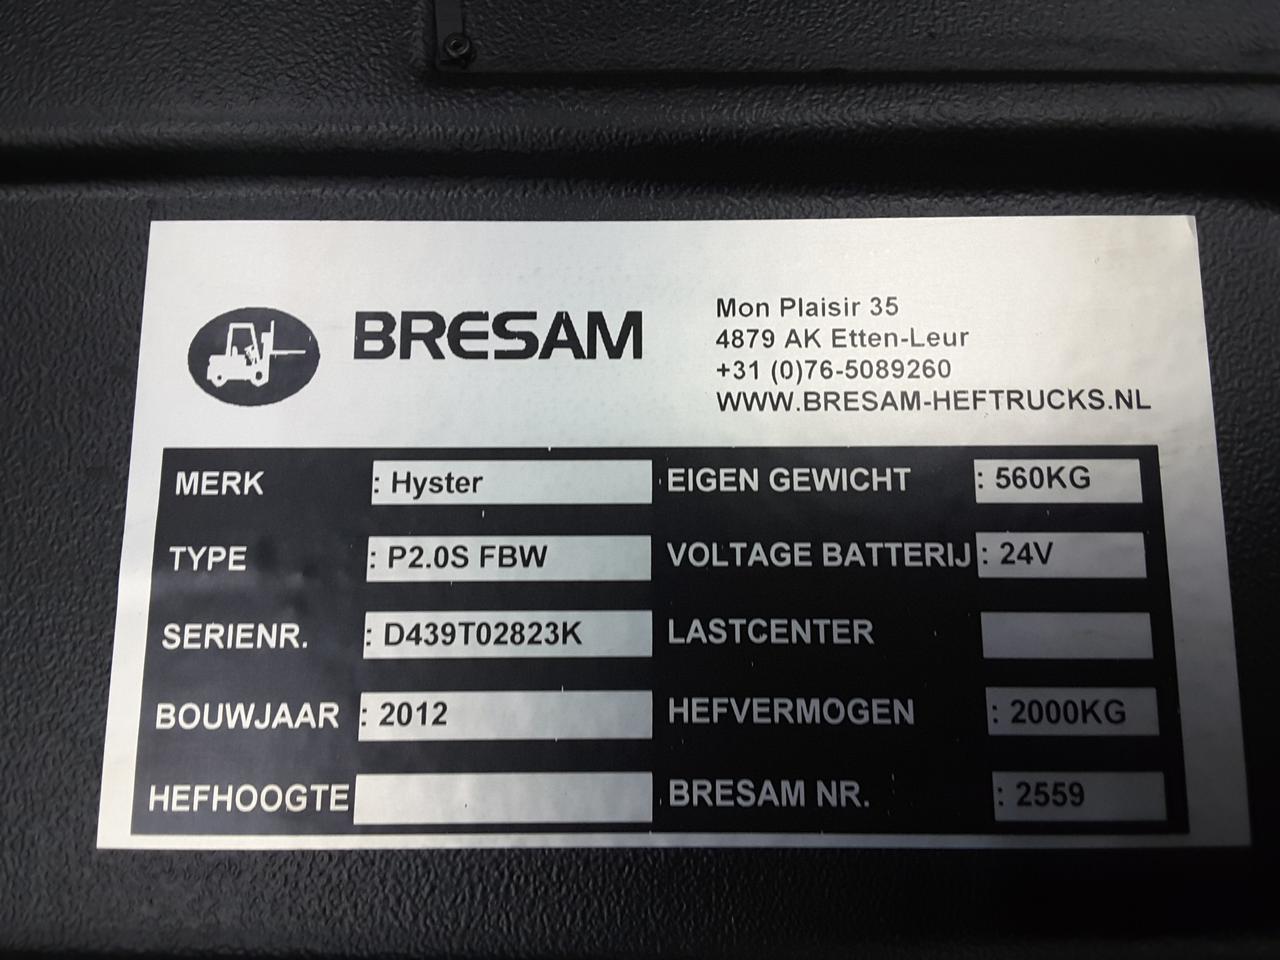 BRESAM
Mon Plaisir 35
4879 AK Etten-Leur
+31 (0)76-5089260
WWW.BRESAM-HEFTRUCKS.NL
MERK : Hyster EIGEN GEWICHT : 560KG
TYPE : P2.0S FBW VOLTAGE BATTERIJ : 24V
SERIENR. : D439T02823K LASTCENTER
BOUWJAAR : 2012 HEFVERMOGEN : 2000KG
HEFHOOGTE BRESAM NR. : 2559